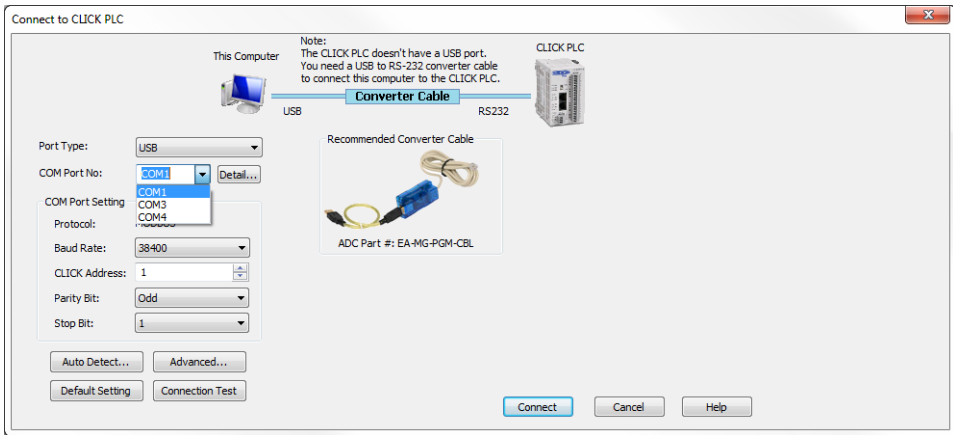 Connect to CLICK PLC
Note:
This Computer
The CLICK PLC doesn't have a USB port.
You need a USB to RS-232 converter cable
to connect this computer to the CLICK PLC.
CLICK PLC
Converter Cable
USB
RS232
Port Type:
USB
Recommended Converter Cable
COM Port No:
COM1
Detail...
COM1
COM3
COM4
COM Port Setting
Protocol:
Baud Rate:
38400
ADC Part #: EA-MG-PGM-CBL
CLICK Address:
1
Parity Bit:
Odd
Stop Bit:
1
Auto Detect...
Advanced...
Default Setting
Connection Test
Connect
Cancel
Help